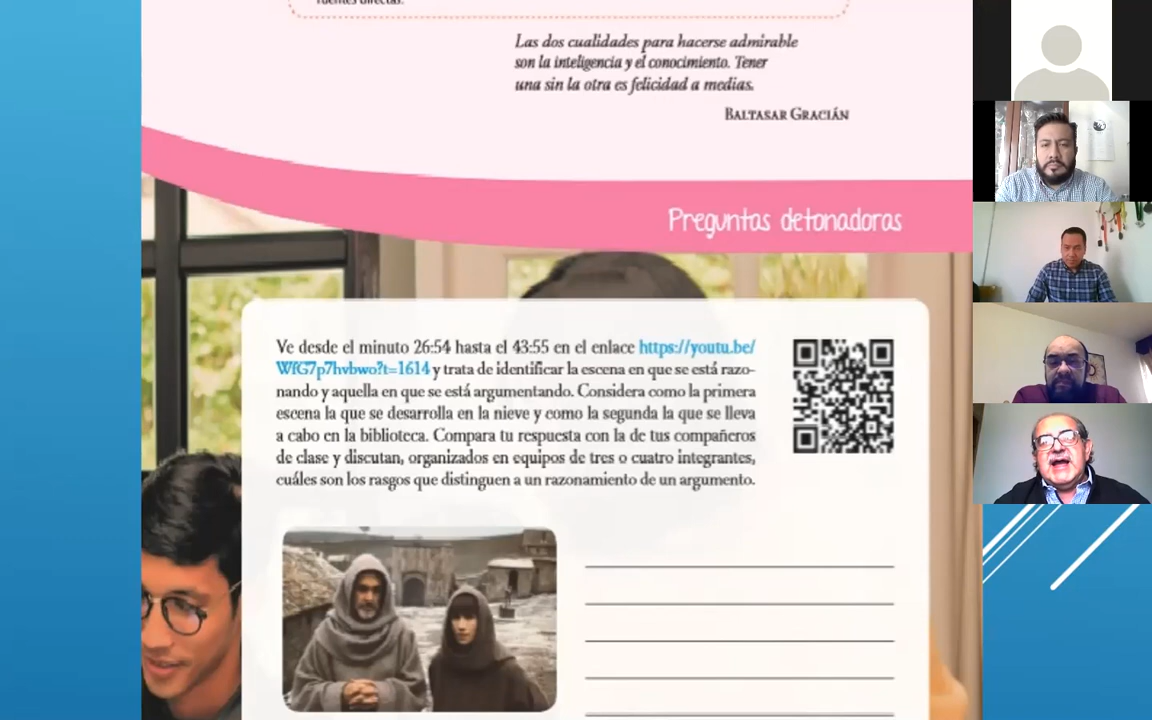 fuentes directas.
Las dos cualidades para hacerse admirable
son la inteligencia y el conocimiento. Tener
una sin la otra es felicidad a medias.
BALTASAR GRACIÁN
Preguntas detonadoras
Ve desde el minuto 26:54 hasta el 43:55 en el enlace https://youtu.be/
WfG7p7hvbwo?t=1614 y trata de identificar la escena en que se está razo-
nando y aquella en que se está argumentando. Considera como la primera
escena la que se desarrolla en la nieve y como la segunda la que se lleva
a cabo en la biblioteca. Compara tu respuesta con la de tus compañeros
de clase y discutan, organizados en equipos de tres o cuatro integrantes,
cuáles son los rasgos que distinguen a un razonamiento de un argumento.